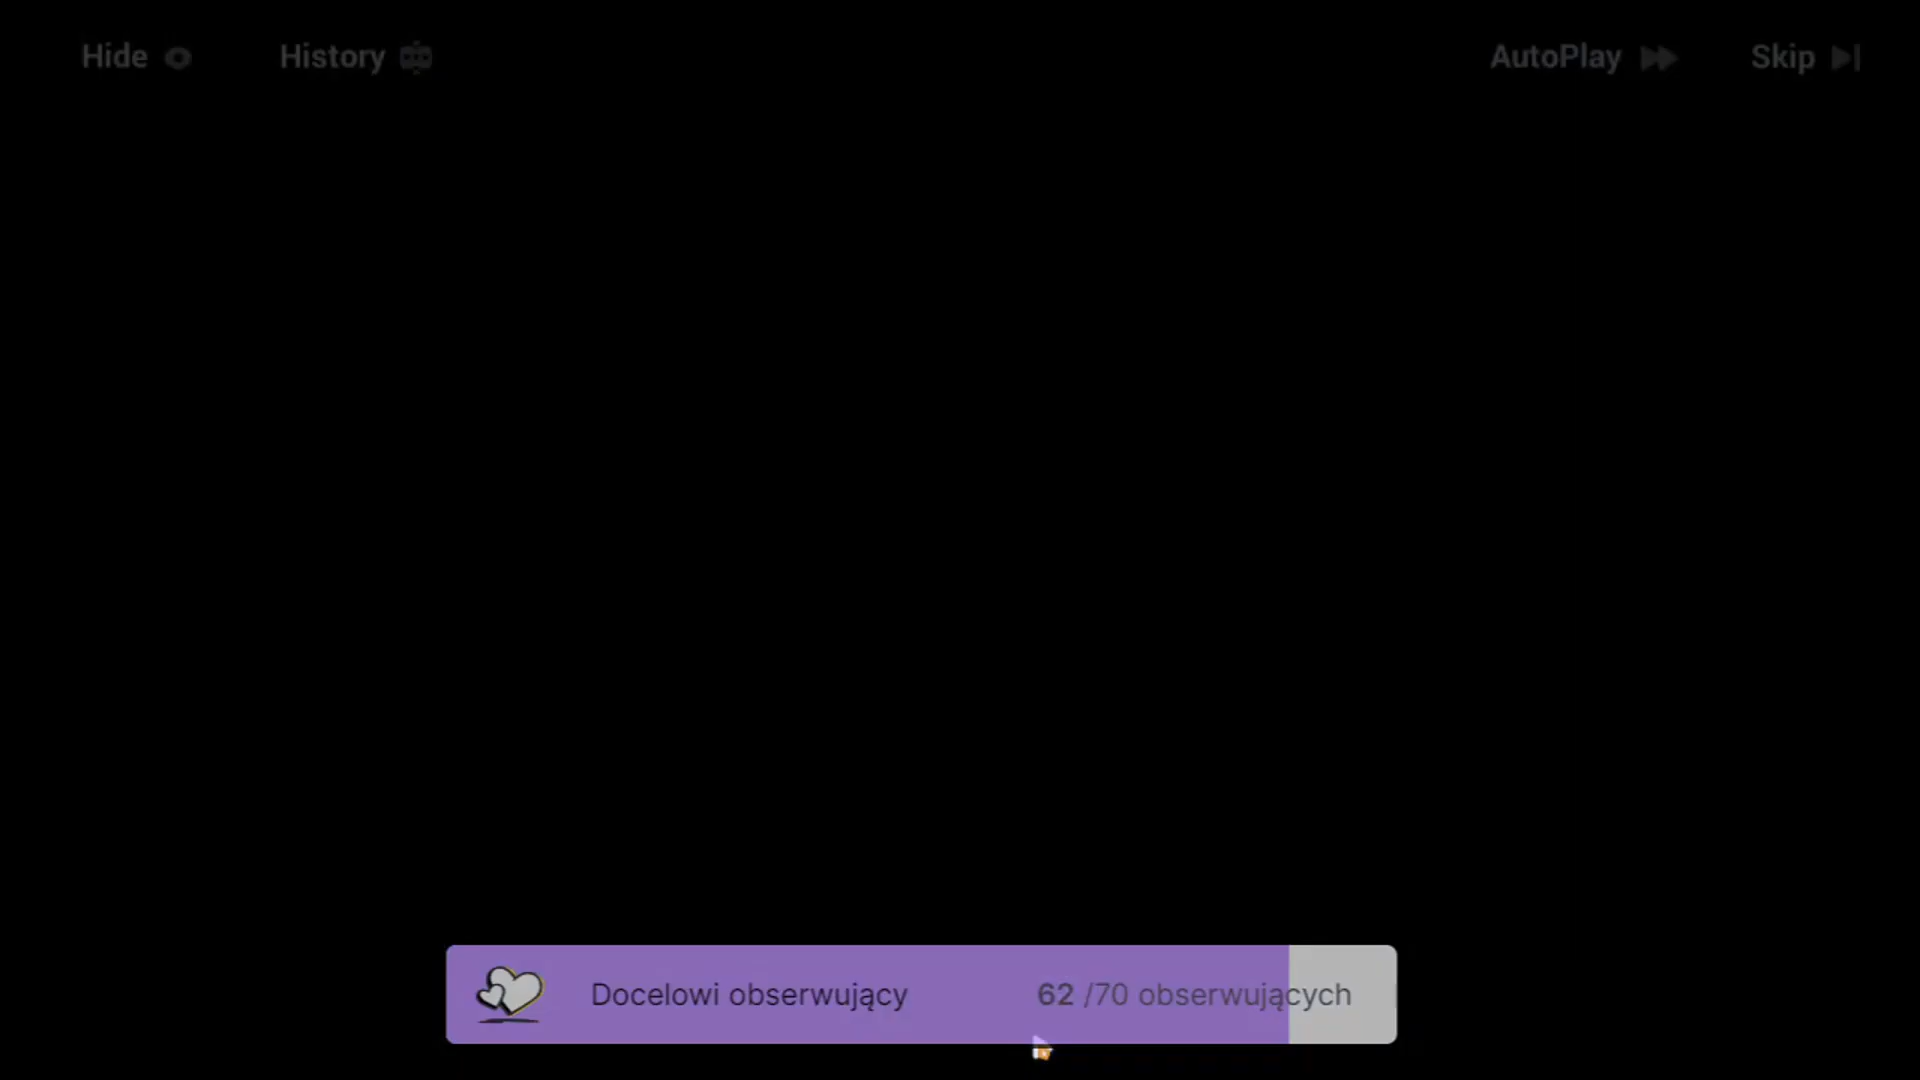 Hide
History
AutoPlay
Skip
Docelowi obserwujący
62 /70 obserwujących